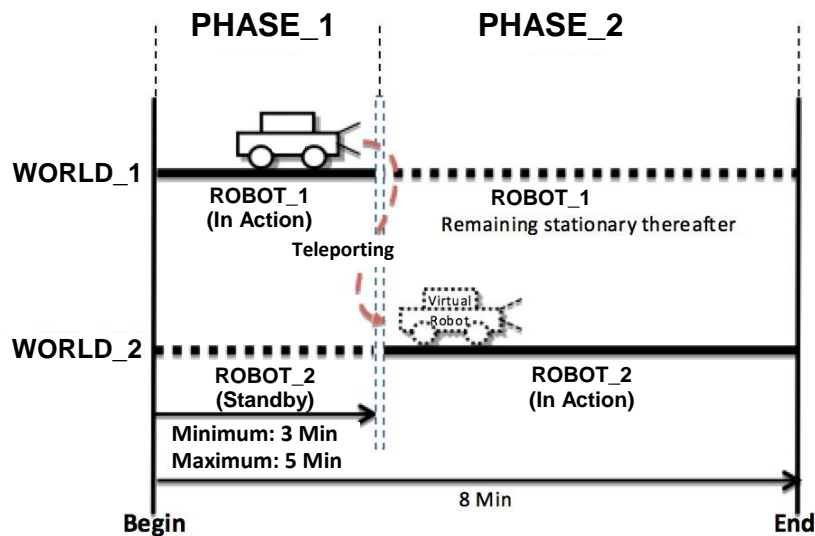 PHASE_1
PHASE_2
WORLD_1
ROBOT_1
(In Action)
ROBOT_1
Remaining stationary thereafter
Teleporting
Virtual
Robot
WORLD_2
ROBOT_2
(Standby)
ROBOT_2
(In Action)
Minimum: 3 Min
Maximum: 5 Min
8 Min
Begin
End